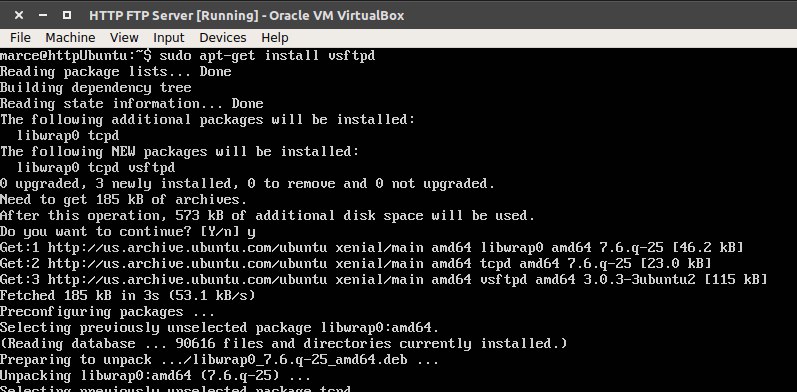 HTTP FTP Server [Running] - Oracle VM VirtualBox
File Machine View Input Devices Help
marce@httpUbuntu:~$ sudo apt-get install vsftpd
Reading package lists... Done
Building dependency tree
Reading state information... Done
The following additional packages will be installed:
  libwrap0 tcpd
The following NEW packages will be installed:
  libwrap0 tcpd vsftpd
0 upgraded, 3 newly installed, 0 to remove and 0 not upgraded.
Need to get 185 kB of archives.
After this operation, 573 kB of additional disk space will be used.
Do you want to continue? [Y/n] y
Get:1 http://us.archive.ubuntu.com/ubuntu xenial/main amd64 libwrap0 amd64 7.6.q-25 [46.2 kB]
Get:2 http://us.archive.ubuntu.com/ubuntu xenial/main amd64 tcpd amd64 7.6.q-25 [23.0 kB]
Get:3 http://us.archive.ubuntu.com/ubuntu xenial/main amd64 vsftpd amd64 3.0.3-3ubuntu2 [115 kB]
Fetched 185 kB in 3s (53.1 kB/s)
Preconfiguring packages ...
Selecting previously unselected package libwrap0:amd64.
(Reading database ... 90616 files and directories currently installed.)
Preparing to unpack .../libwrap0_7.6.q-25_amd64.deb ...
Unpacking libwrap0:amd64 (7.6.q-25) ...
Selecting previously unselected package tcpd.